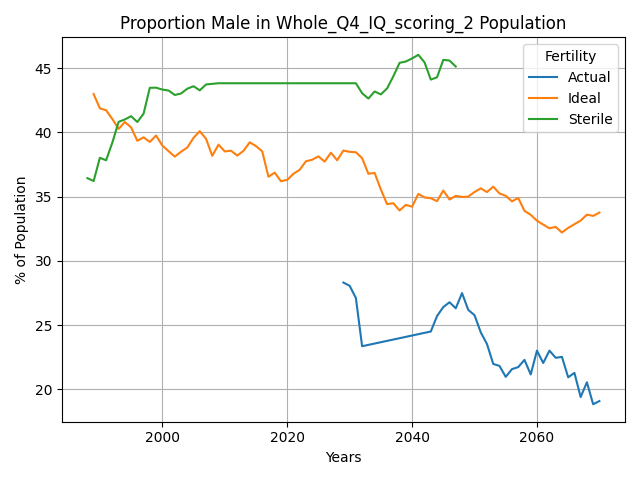 Proportion Male in Whole_Q4_IQ_scoring_2 Population
Fertility
Actual
Ideal
Sterile
45
40
35
30
25
20
% of Population
2000
2020
2040
2060
Years